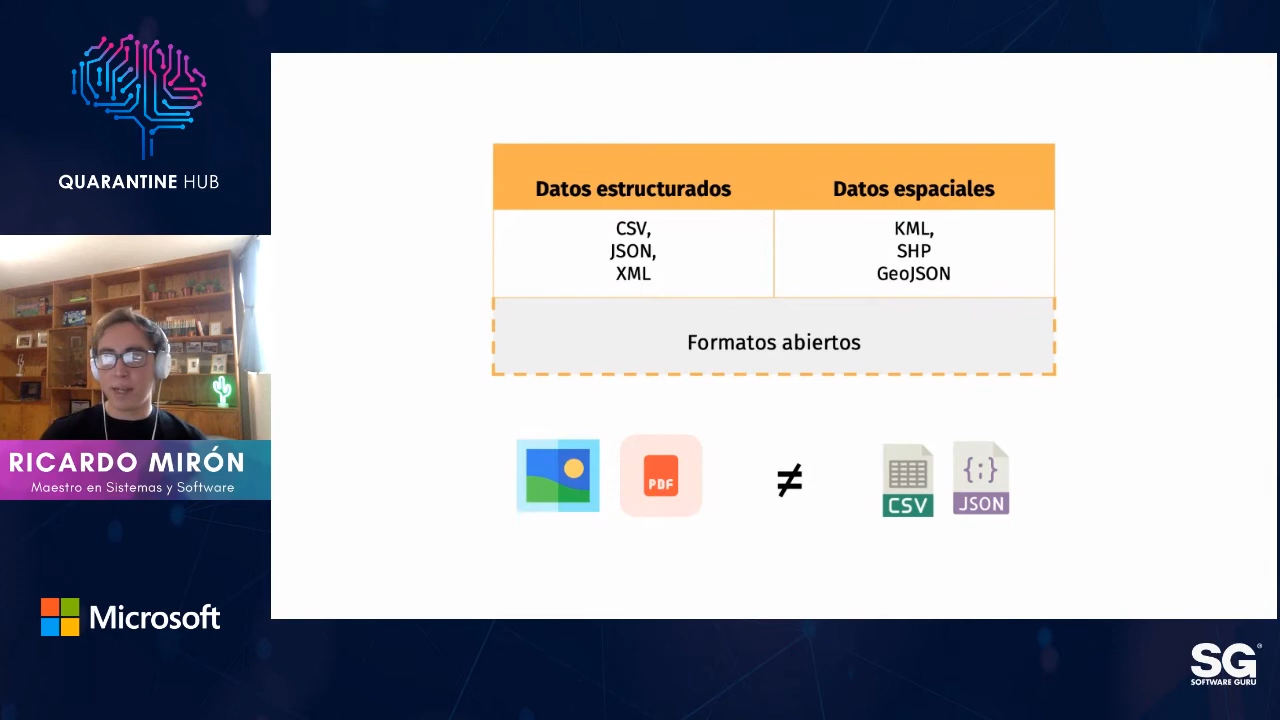 QUARANTINE HUB
RICARDO MIRÓN
Maestro en Sistemas y Software
Microsoft
Datos estructurados
Datos espaciales
CSV,
JSON,
XML
KML,
SHP
GeoJSON
Formatos abiertos
PDF
≠
CSV
{;}
JSON
SG®
SOFTWARE GURU